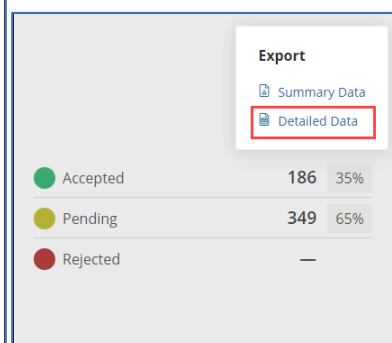 Export
Summary Data
Detailed Data
Accepted 186 35%
Pending 349 65%
Rejected —